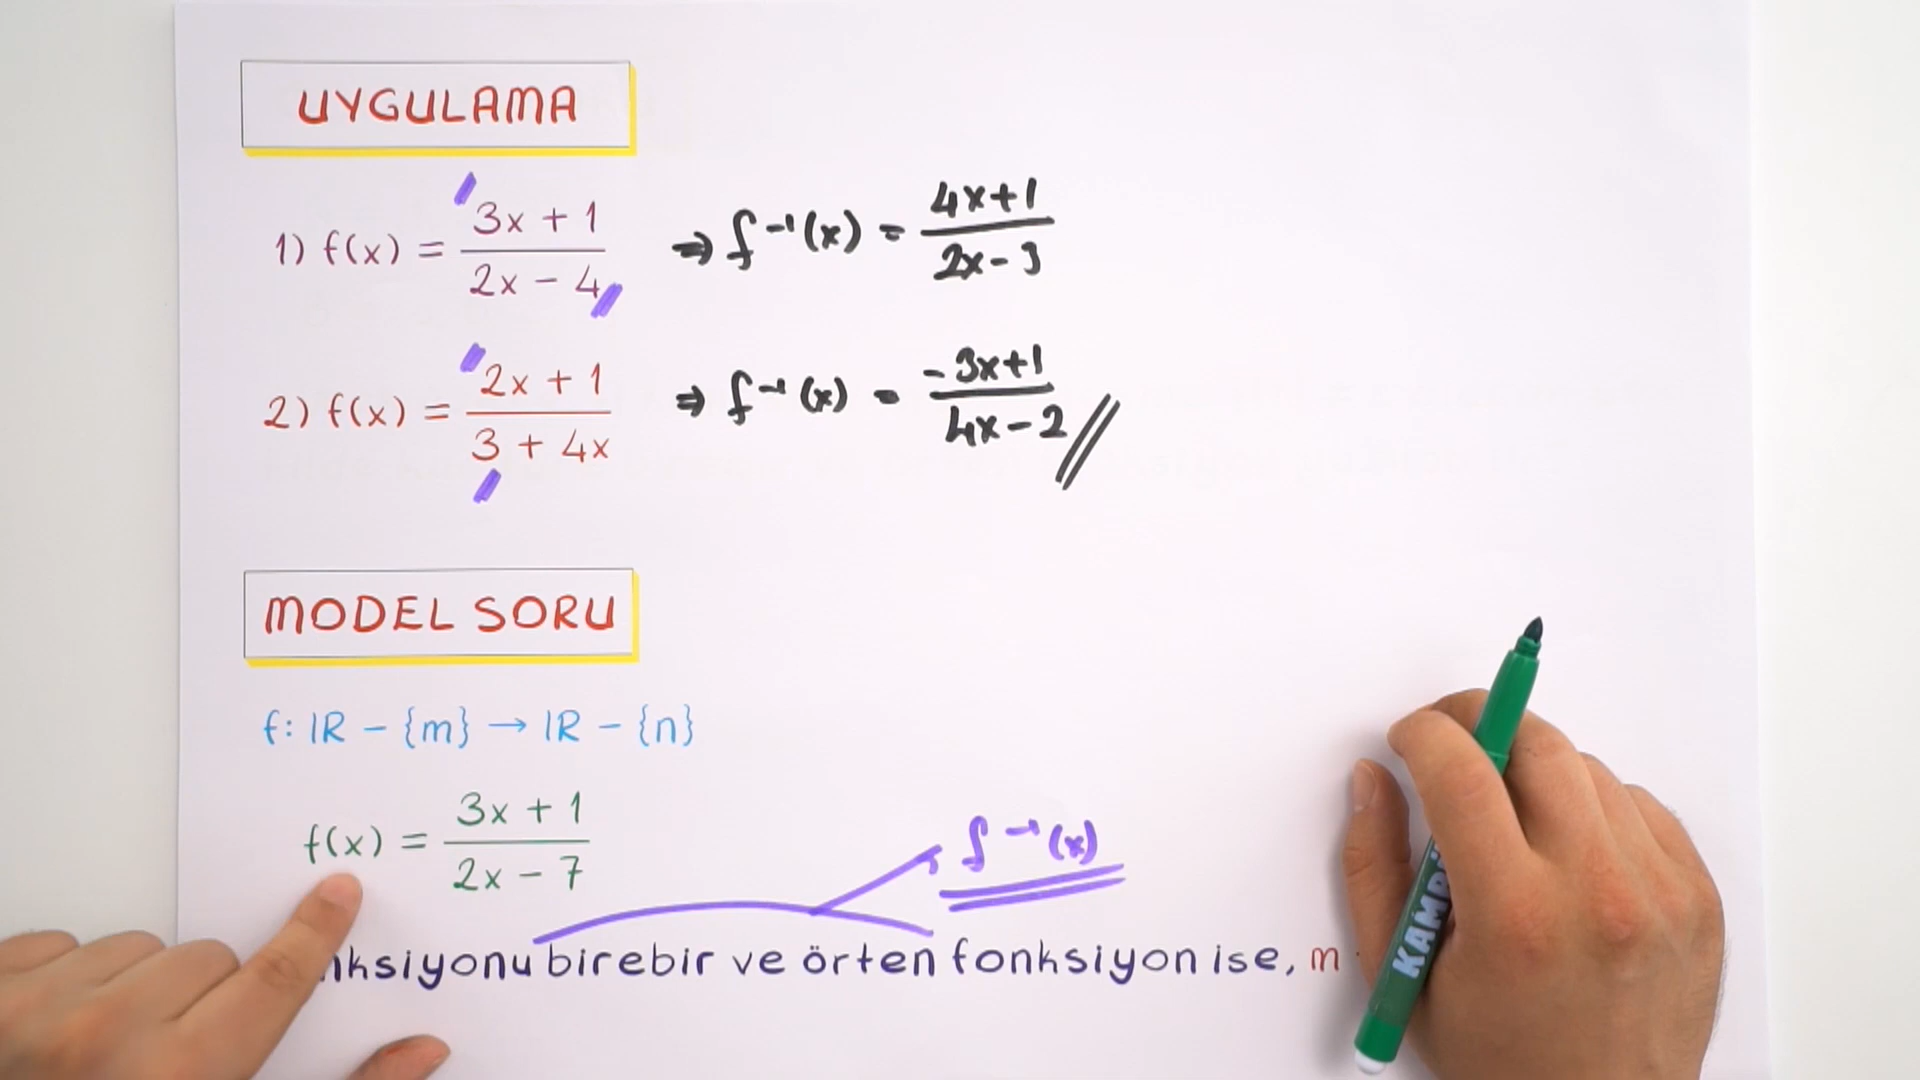 UYGULAMA
1) f(x) = (3x + 1)/(2x - 4) ⇒ f⁻¹(x) = (4x+1)/(2x-3)
2) f(x) = (2x + 1)/(3 + 4x) ⇒ f⁻¹(x) = (-3x+1)/(4x-2)
MODEL SORU
f: IR - {m} → IR - {n}
f(x) = (3x + 1)/(2x - 7)
f⁻¹(x)
nksiyonu birebir ve örten fonksiyon ise, m